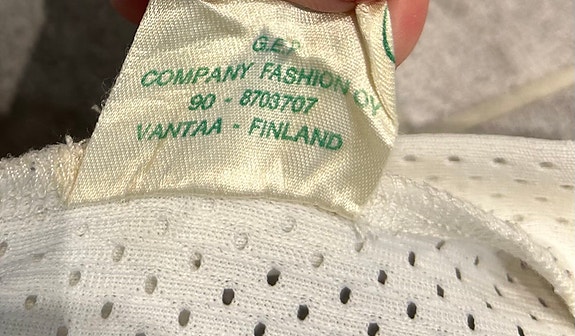 G.E.P.
COMPANY FASHION OY
90 - 8703707
VANTAA - FINLAND